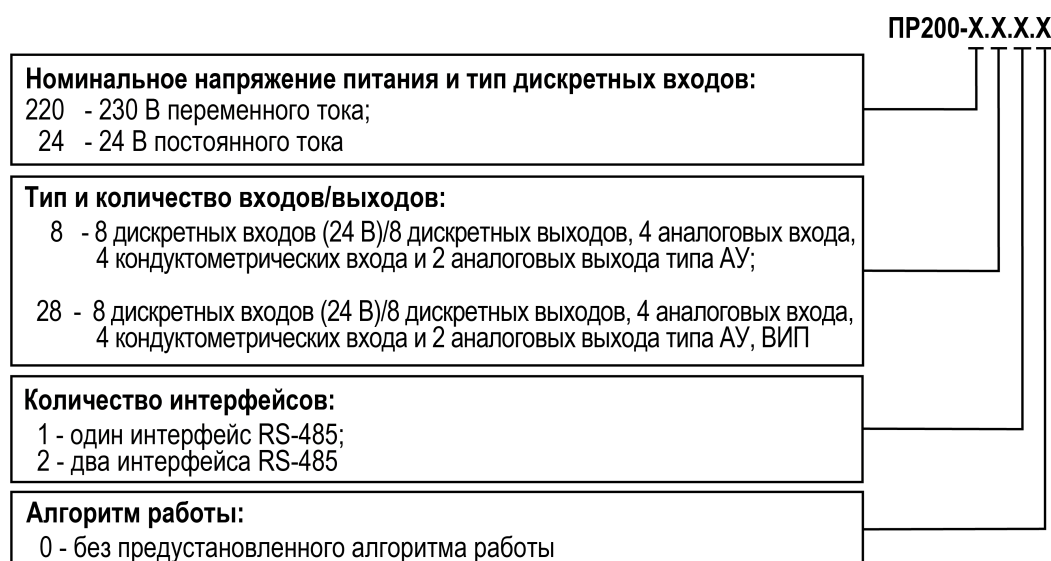 ПР200-X.X.X.X
Номинальное напряжение питания и тип дискретных входов:
220 - 230 В переменного тока;
24 - 24 В постоянного тока
Тип и количество входов/выходов:
8 - 8 дискретных входов (24 В)/8 дискретных выходов, 4 аналоговых входа,
4 кондуктометрических входа и 2 аналоговых выхода типа АУ;
28 - 8 дискретных входов (24 В)/8 дискретных выходов, 4 аналоговых входа,
4 кондуктометрических входа и 2 аналоговых выхода типа АУ, ВИП
Количество интерфейсов:
1 - один интерфейс RS-485;
2 - два интерфейса RS-485
Алгоритм работы:
0 - без предустановленного алгоритма работы